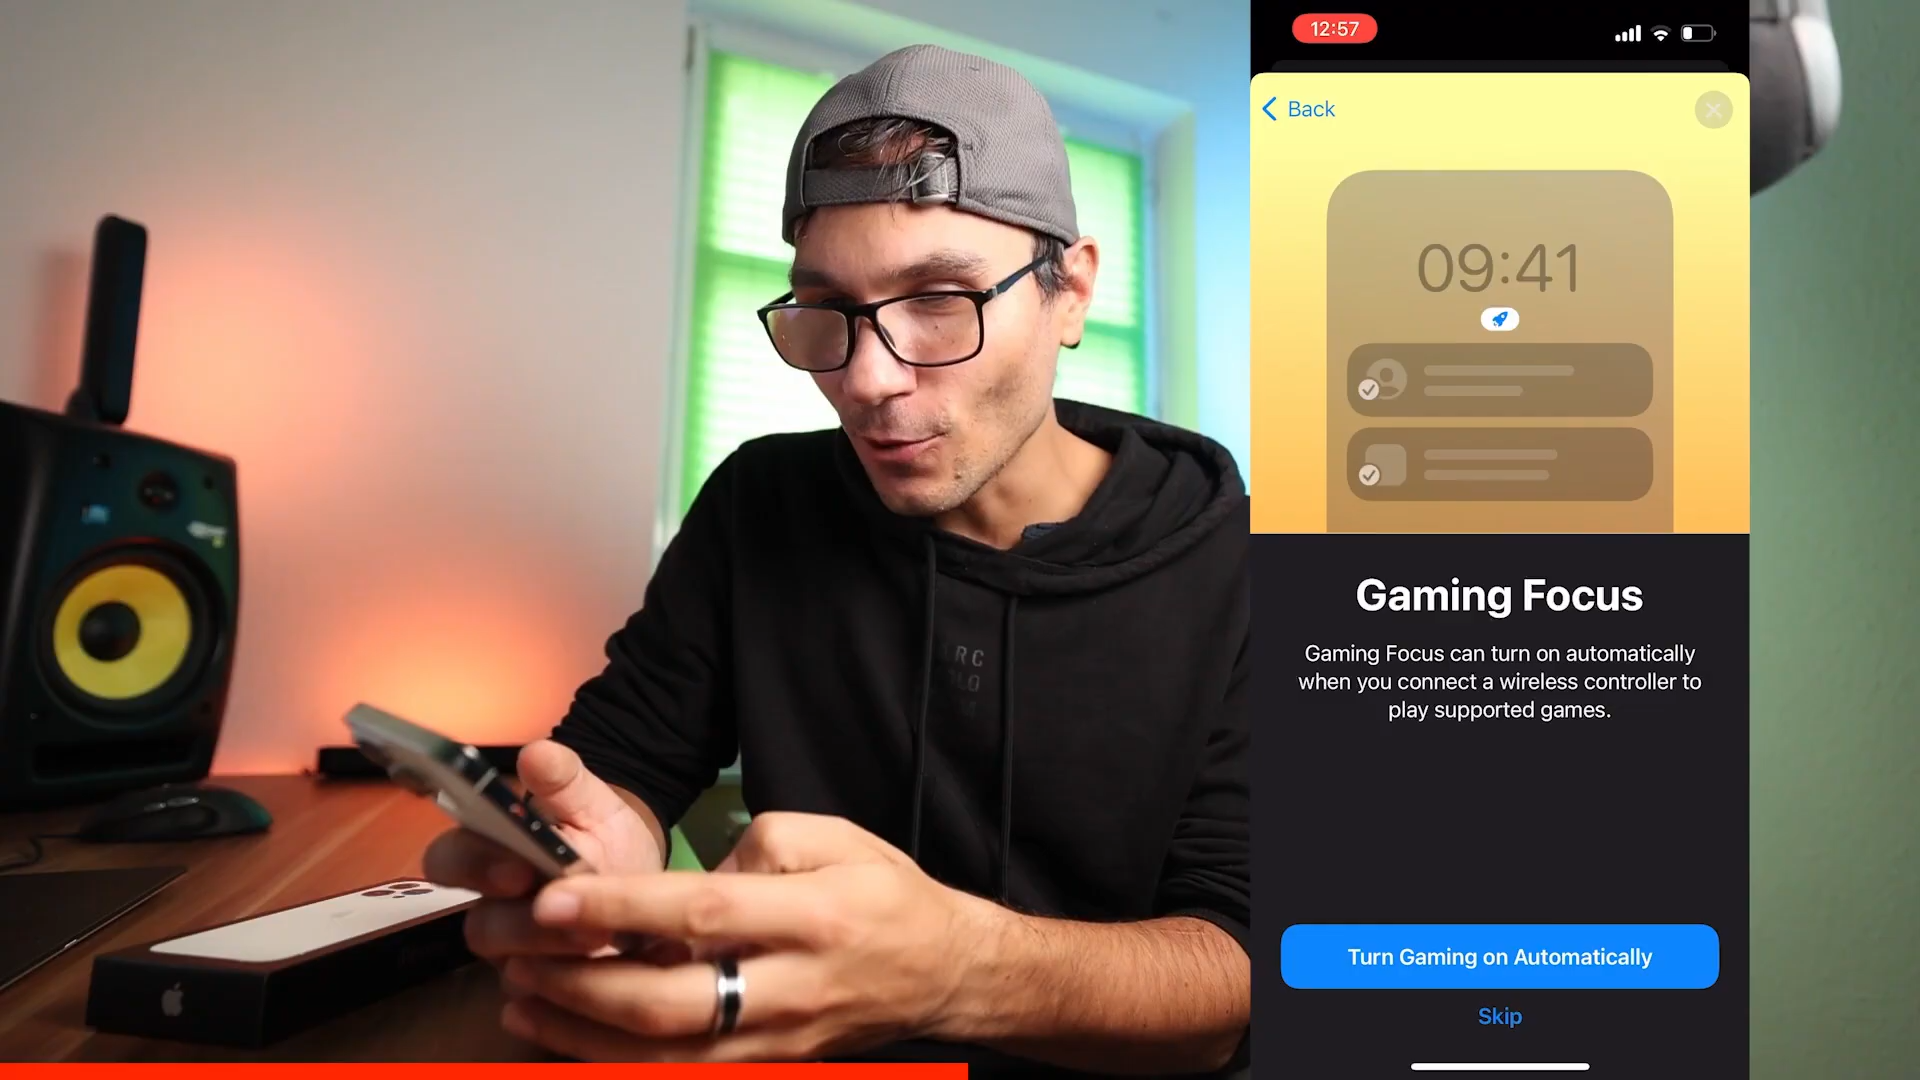 12:57
Back
09:41
Gaming Focus
Gaming Focus can turn on automatically
when you connect a wireless controller to
play supported games.
Turn Gaming on Automatically
Skip